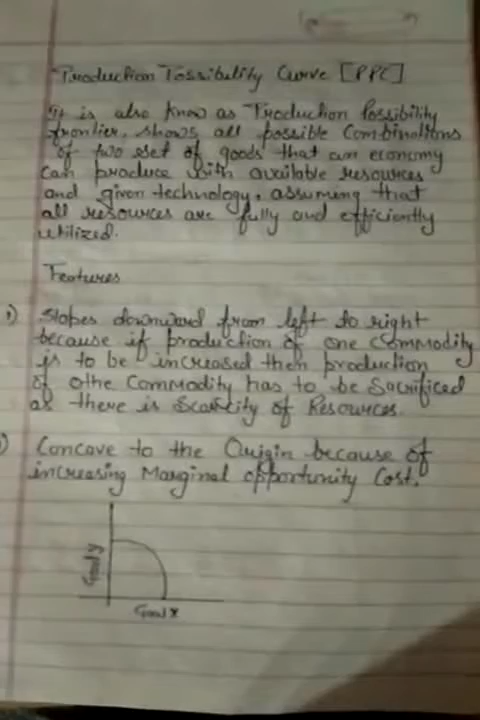 Production Possibility Curve [PPC]
It is also know as Production Possibility
frontier, shows all possible Combinations
of two set of goods that an economy
can produce with available resources
and given technology, assuming that
all resources are fully and efficiently
utilized.
Features
1) Slopes downward from left to right
because if production of one Commodity
is to be increased then production
of othe Commodity has to be Sacrificed
as there is Scarcity of Resources.
Concave to the Origin because of
increasing Marginal opportunity Cost.
Good y
Good x